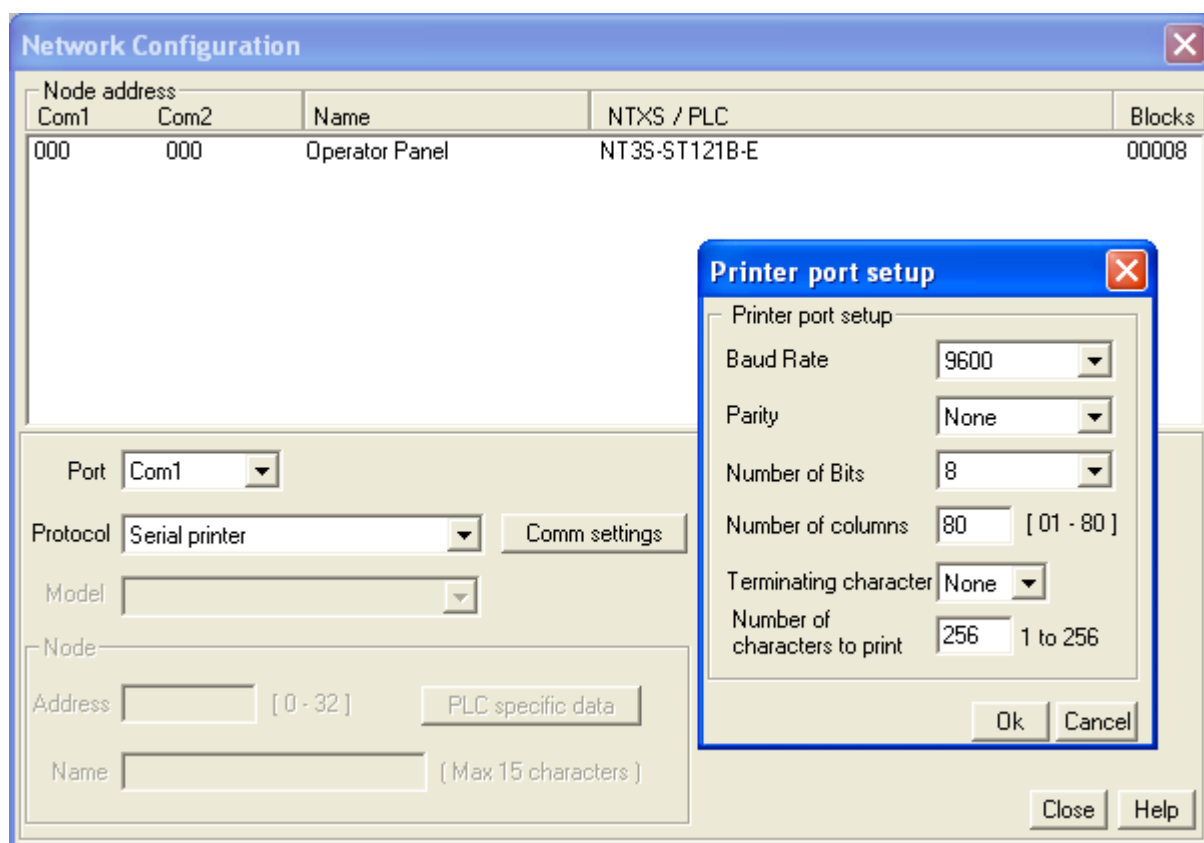 Network Configuration
Node address
Com1 Com2 Name NTXS / PLC Blocks
000 000 Operator Panel NT3S-ST121B-E 00008
Port Com1
Protocol Serial printer Comm settings
Model
Node
Address [ 0 - 32 ] PLC specific data
Name ( Max 15 characters )
Close Help
Printer port setup
Printer port setup
Baud Rate 9600
Parity None
Number of Bits 8
Number of columns 80 [ 01 - 80 ]
Terminating character None
Number of
characters to print 256 1 to 256
Ok Cancel